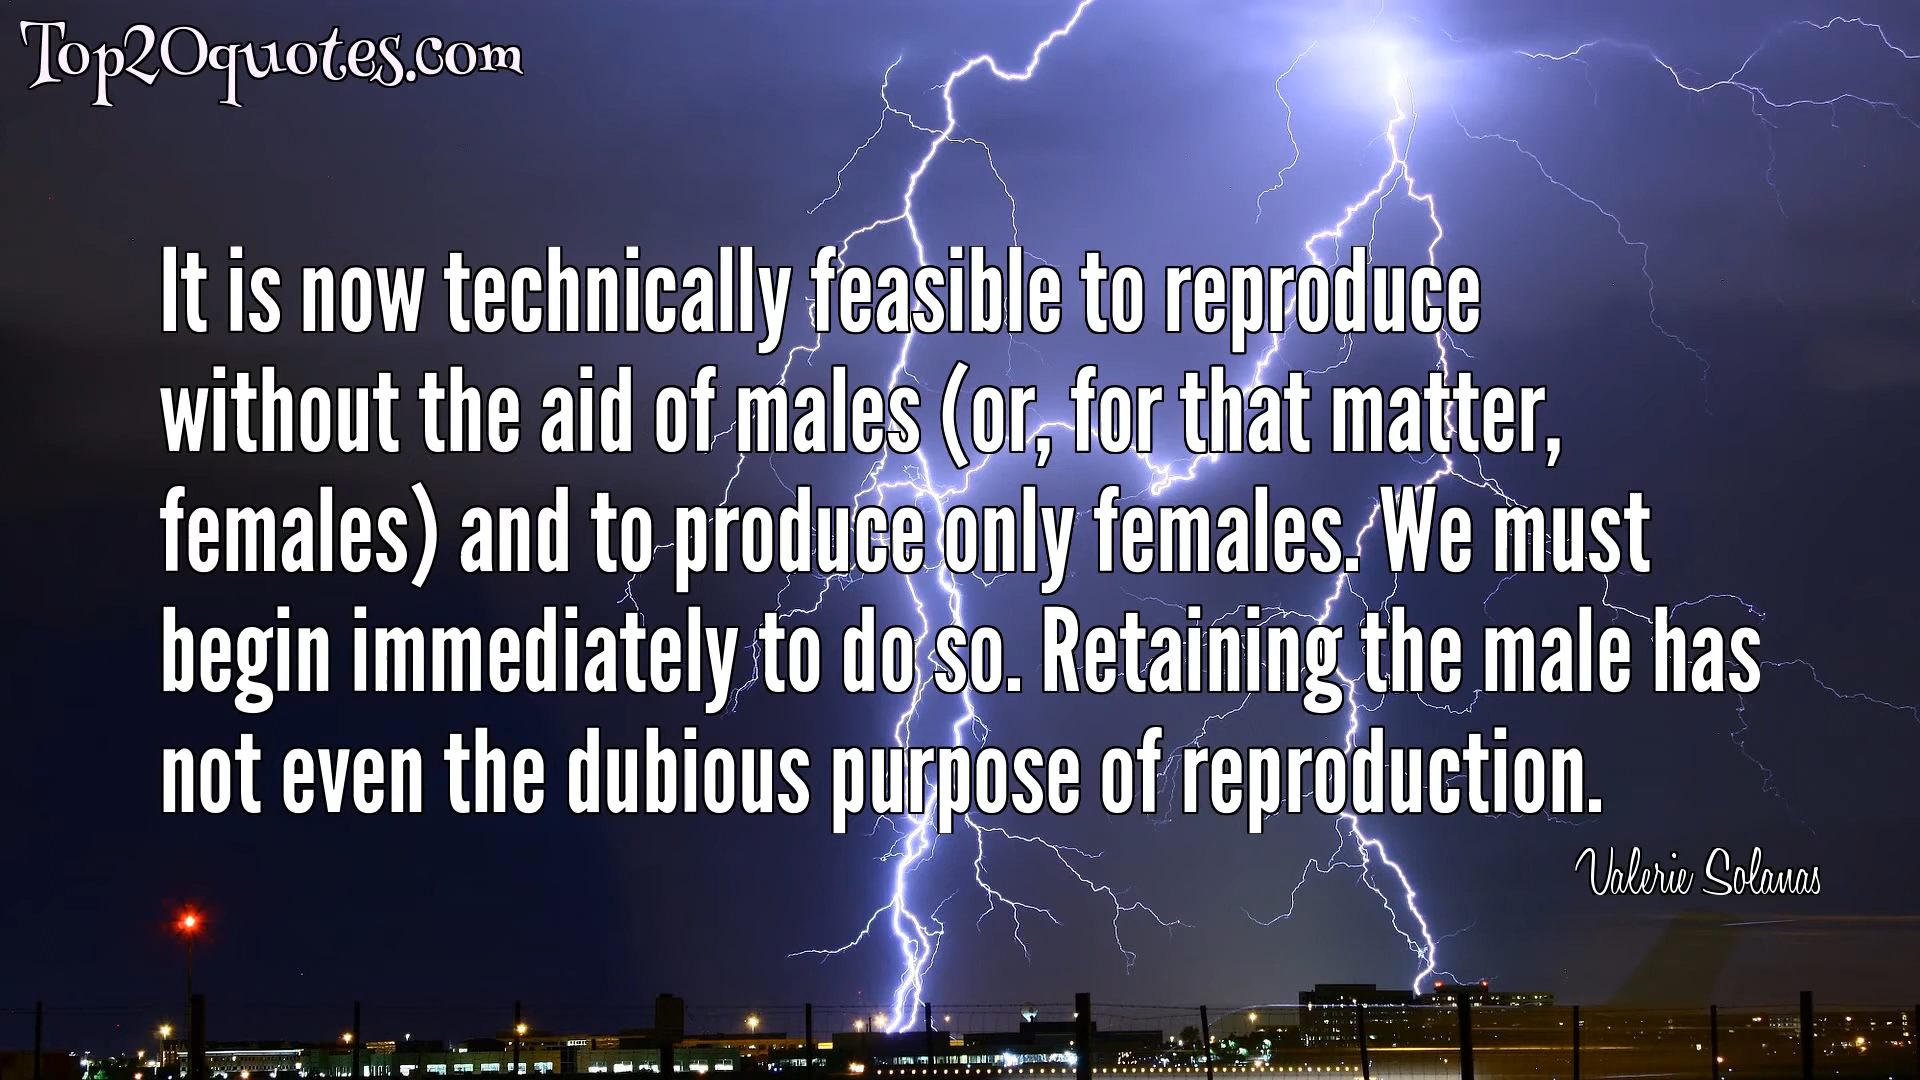 Top20quotes.com
It is now technically feasible to reproduce
without the aid of males (or, for that matter,
females) and to produce only females. We must
begin immediately to do so. Retaining the male has
not even the dubious purpose of reproduction.
Valerie Solanas